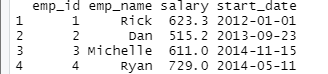 emp_id emp_name salary start_date
1 1 Rick 623.3 2012-01-01
2 2 Dan 515.2 2013-09-23
3 3 Michelle 611.0 2014-11-15
4 4 Ryan 729.0 2014-05-11